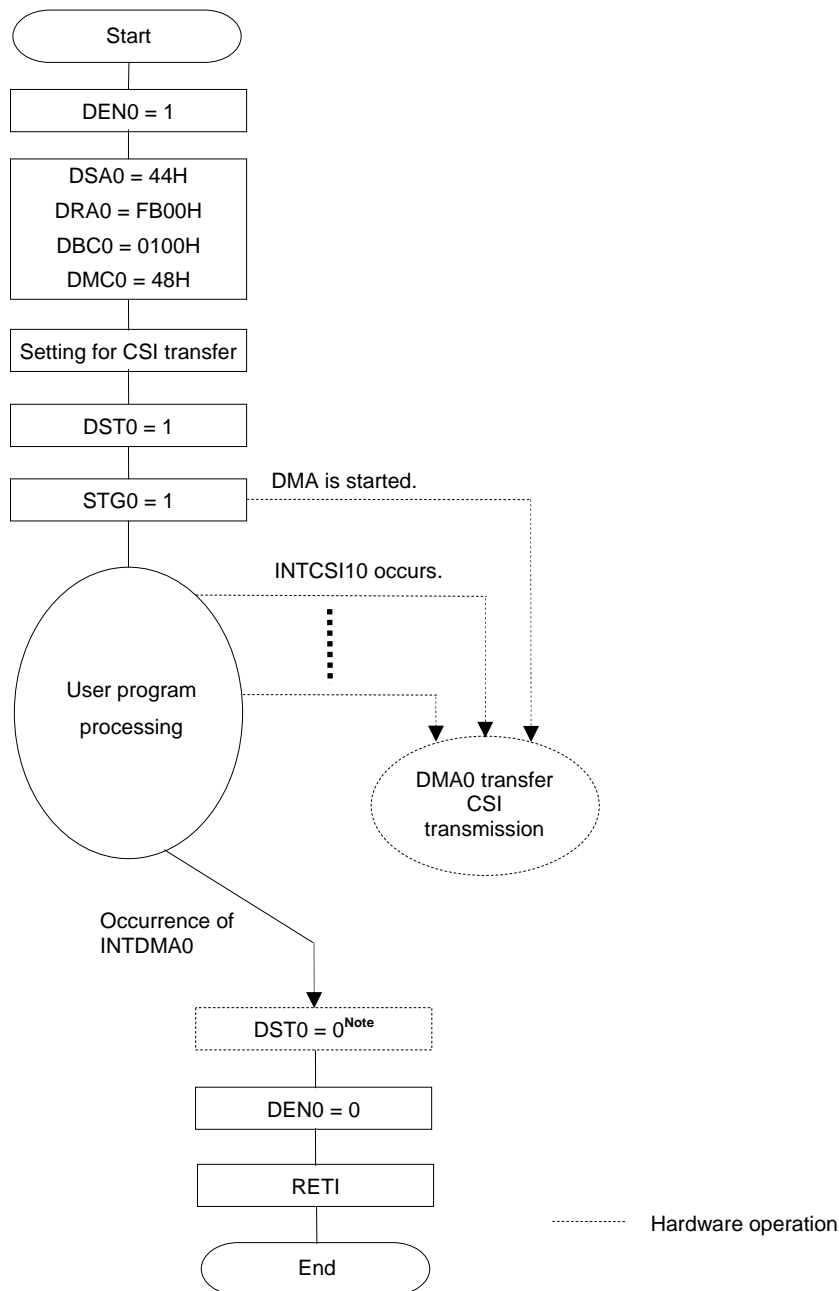 Start
DEN0 = 1
DSA0 = 44H
DRA0 = FB00H
DBC0 = 0100H
DMC0 = 48H
Setting for CSI transfer
DST0 = 1
STG0 = 1
DMA is started.
INTCSI10 occurs.
User program
processing
DMA0 transfer
CSI
transmission
Occurrence of
INTDMA0
DST0 = 0Note
DEN0 = 0
RETI
Hardware operation
End